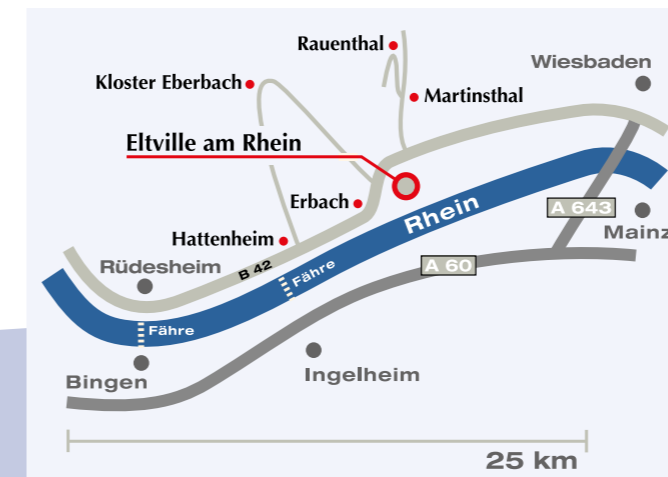 Rauenthal
Wiesbaden
Kloster Eberbach
Martinsthal
Eltville am Rhein
Erbach
A 643
Rhein
Mainz
Hattenheim
B 42
Rüdesheim
A 60
Fähre
Fähre
Bingen
Ingelheim
25 km